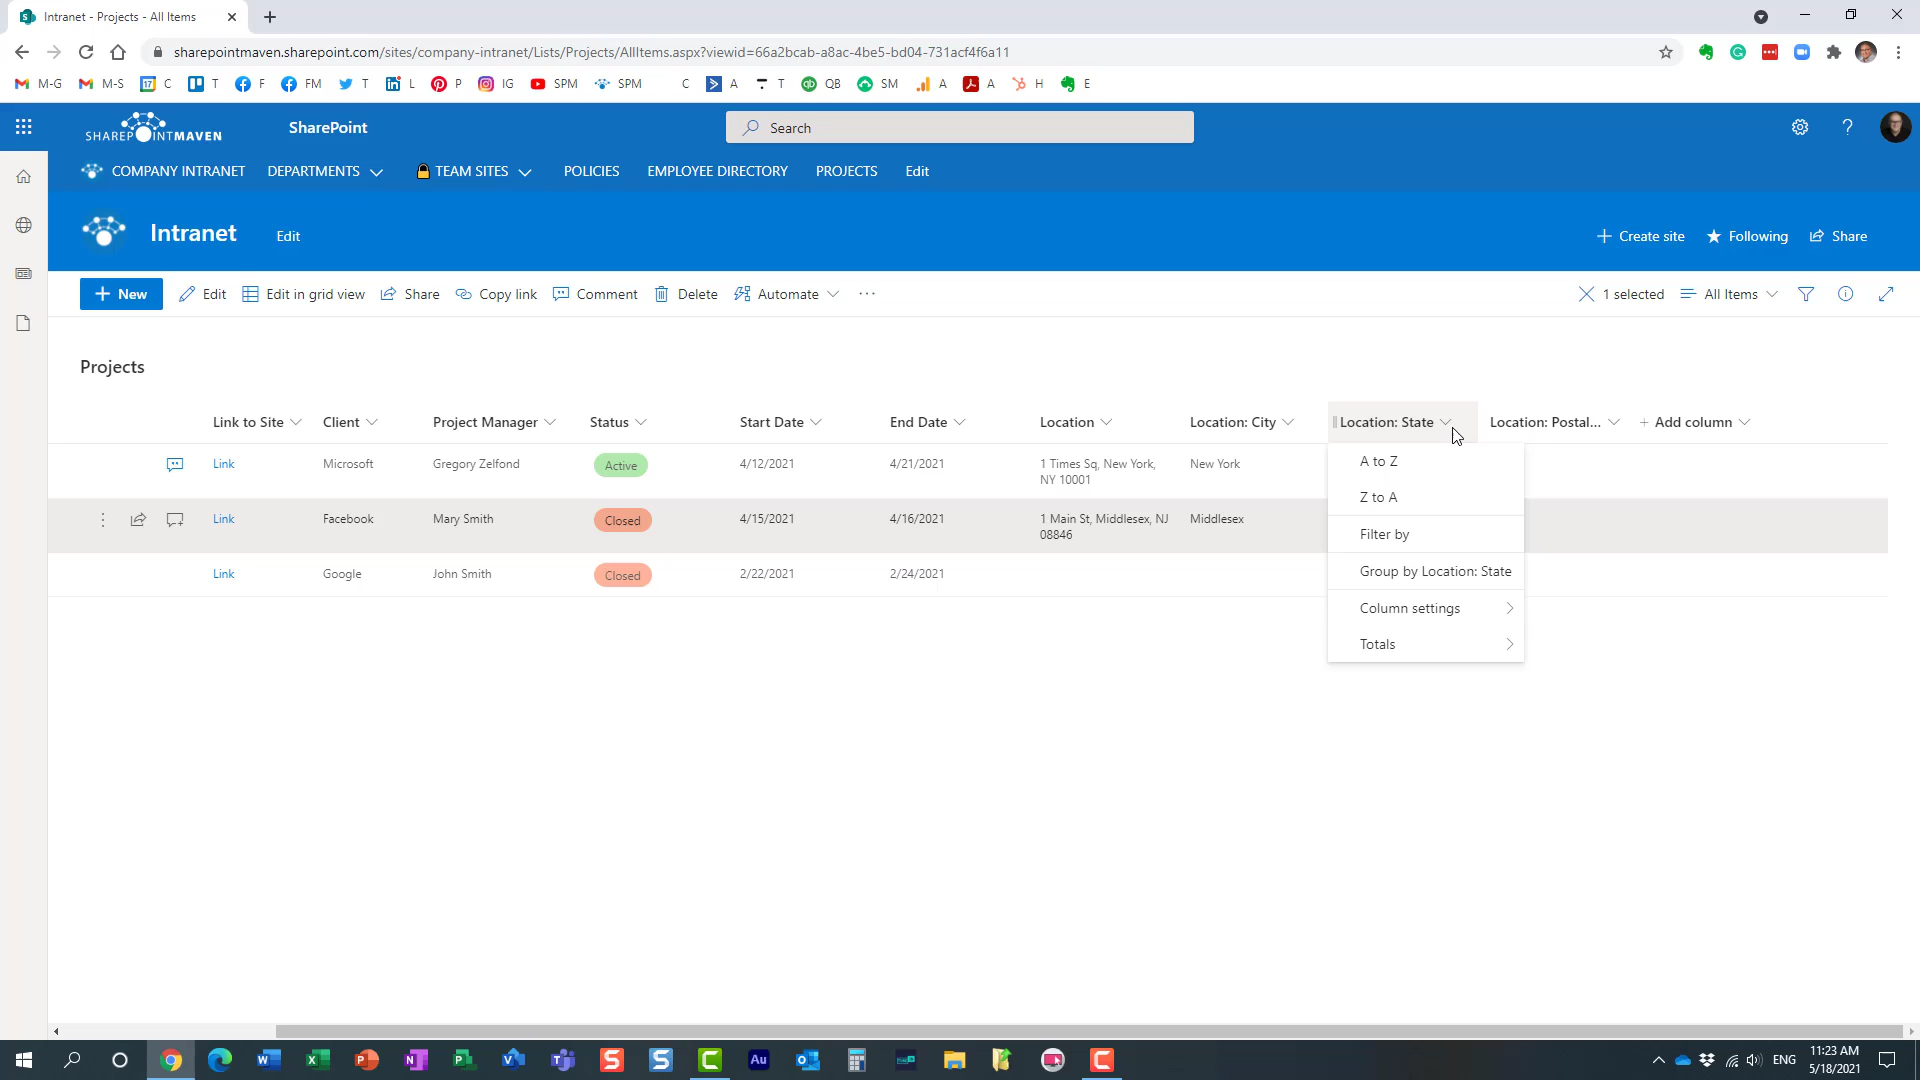 Intranet - Projects - All Items
sharepointmaven.sharepoint.com/sites/company-intranet/Lists/Projects/AllItems.aspx?viewid=66a2bcab-a8ac-4be5-bd04-731acf4f6a11
M-G M-S C T F FM T L P IG SPM SPM C A T QB SM A A H E
SHAREPOINTMAVEN SharePoint Search
COMPANY INTRANET DEPARTMENTS TEAM SITES POLICIES EMPLOYEE DIRECTORY PROJECTS Edit
Intranet Edit Create site Following Share
New Edit Edit in grid view Share Copy link Comment Delete Automate 1 selected All Items
Projects
Link to Site Client Project Manager Status Start Date End Date Location Location: City Location: State Location: Postal... Add column
Link Microsoft Gregory Zelfond Active 4/12/2021 4/21/2021 1 Times Sq, New York, New York
NY 10001
Link Facebook Mary Smith Closed 4/15/2021 4/16/2021 1 Main St, Middlesex, NJ Middlesex
08846
Link Google John Smith Closed 2/22/2021 2/24/2021
A to Z
Z to A
Filter by
Group by Location: State
Column settings
Totals
ENG
11:23 AM
5/18/2021